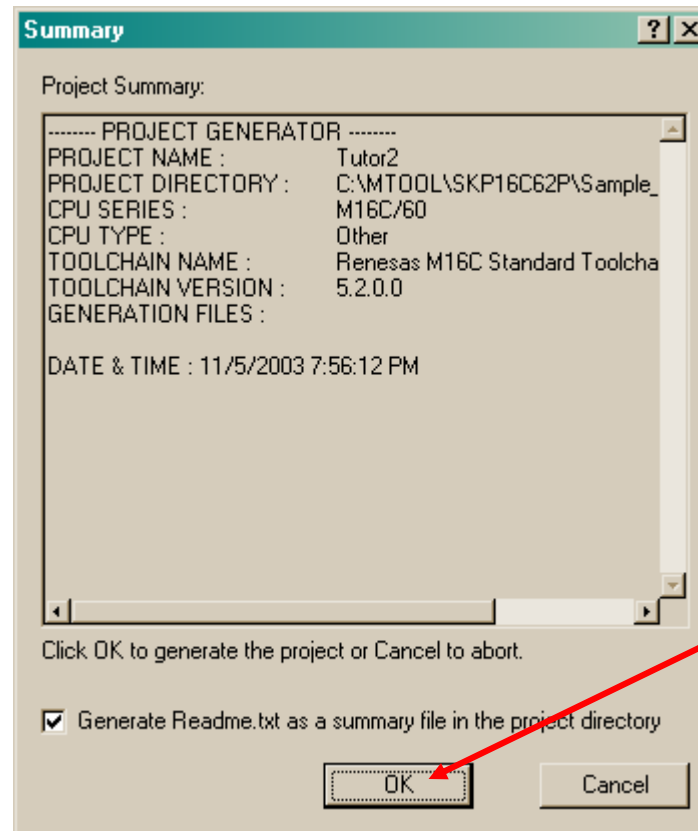 Summary
Project Summary:
-------- PROJECT GENERATOR --------
PROJECT NAME : Tutor2
PROJECT DIRECTORY : C:\MTOOL\SKP16C62P\Sample_
CPU SERIES : M16C/60
CPU TYPE : Other
TOOLCHAIN NAME : Renesas M16C Standard Toolcha
TOOLCHAIN VERSION : 5.2.0.0
GENERATION FILES :
DATE & TIME : 11/5/2003 7:56:12 PM
Click OK to generate the project or Cancel to abort.
Generate Readme.txt as a summary file in the project directory
OK Cancel